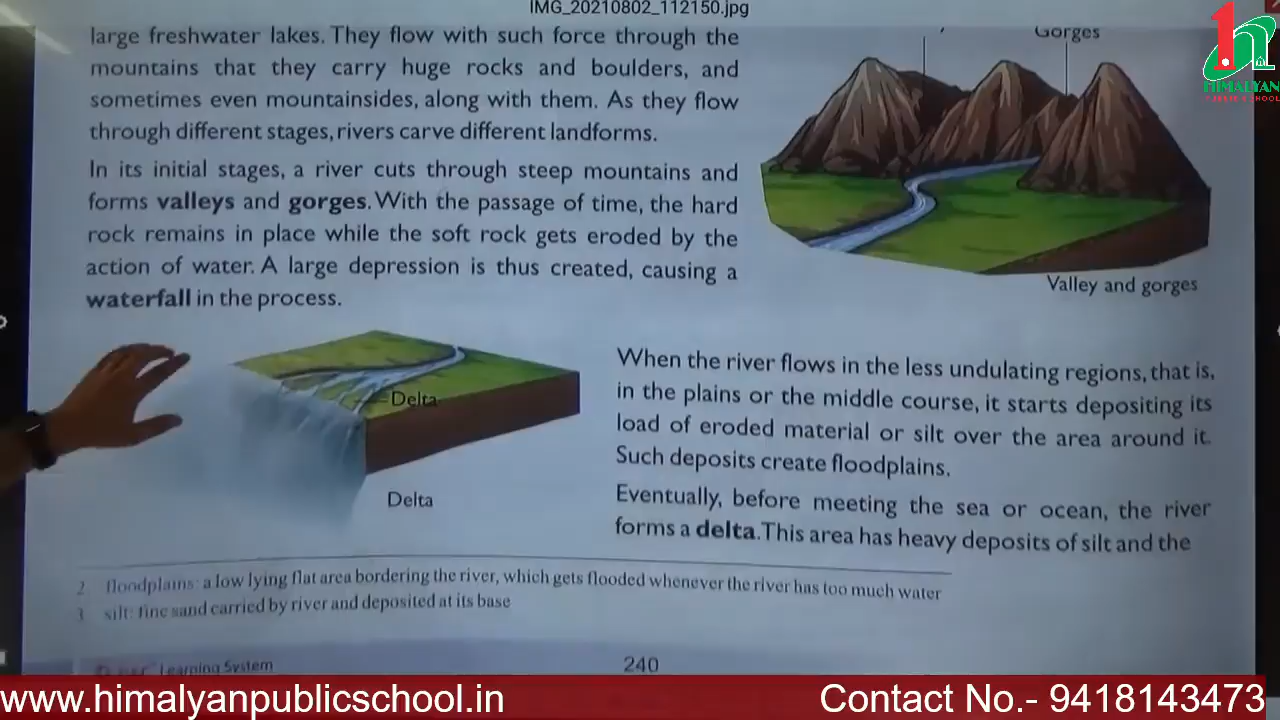 IMG_20210802_112150.jpg
large freshwater lakes. They flow with such force through the
mountains that they carry huge rocks and boulders, and
sometimes even mountainsides, along with them. As they flow
through different stages, rivers carve different landforms.
In its initial stages, a river cuts through steep mountains and
forms valleys and gorges. With the passage of time, the hard
rock remains in place while the soft rock gets eroded by the
action of water. A large depression is thus created, causing a
waterfall in the process.
Gorges
HIMALYAN
Valley and gorges
Delta
Delta
When the river flows in the less undulating regions, that is,
in the plains or the middle course, it starts depositing its
load of eroded material or silt over the area around it.
Such deposits create floodplains.
Eventually, before meeting the sea or ocean, the river
forms a delta. This area has heavy deposits of silt and the
2 floodplains: a low lying flat area bordering the river, which gets flooded whenever the river has too much water
3 silt: fine sand carried by river and deposited at its base
Learning System
240
www.himalyanpublicschool.in
Contact No.- 9418143473